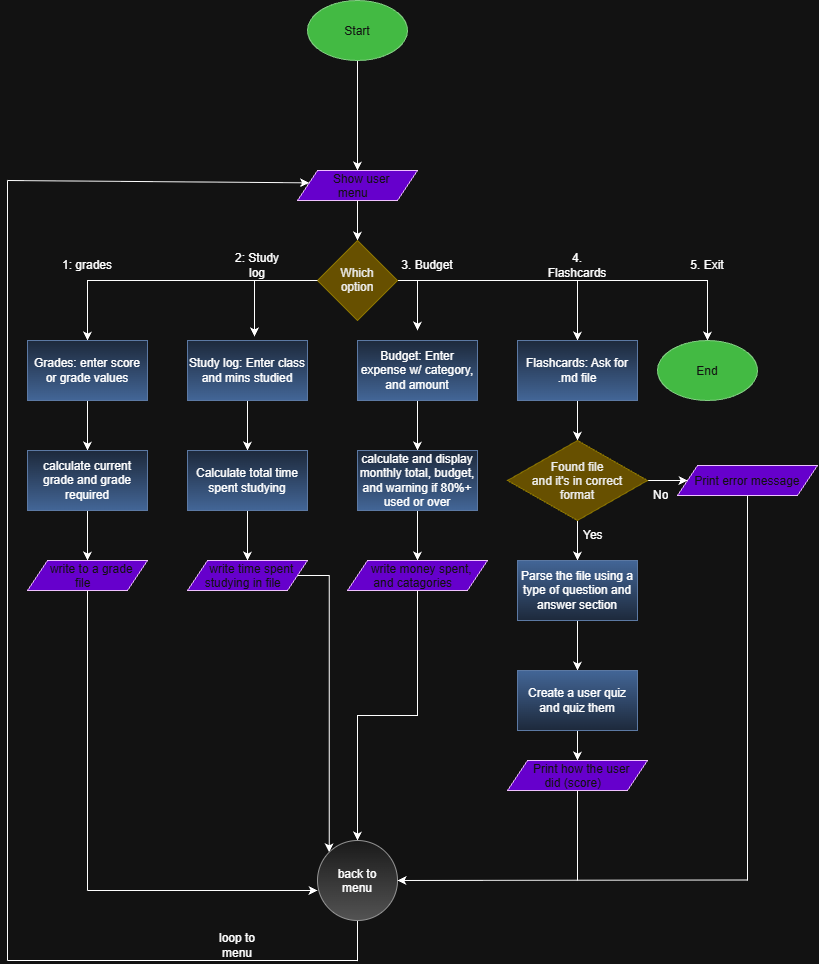 Start
Show user
menu
Which
option
1: grades
2: Study
log
3. Budget
4.
Flashcards
5. Exit
Grades: enter score
or grade values
Study log: Enter class
and mins studied
Budget: Enter
expense w/ category,
and amount
Flashcards: Ask for
.md file
End
calculate current
grade and grade
required
Calculate total time
spent studying
calculate and display
monthly total, budget,
and warning if 80%+
used or over
Found file
and it's in correct
format
No
Print error message
Yes
write to a grade
file
write time spent
studying in file
write money spent,
and catagories
Parse the file using a
type of question and
answer section
Create a user quiz
and quiz them
Print how the user
did (score)
back to
menu
loop to
menu